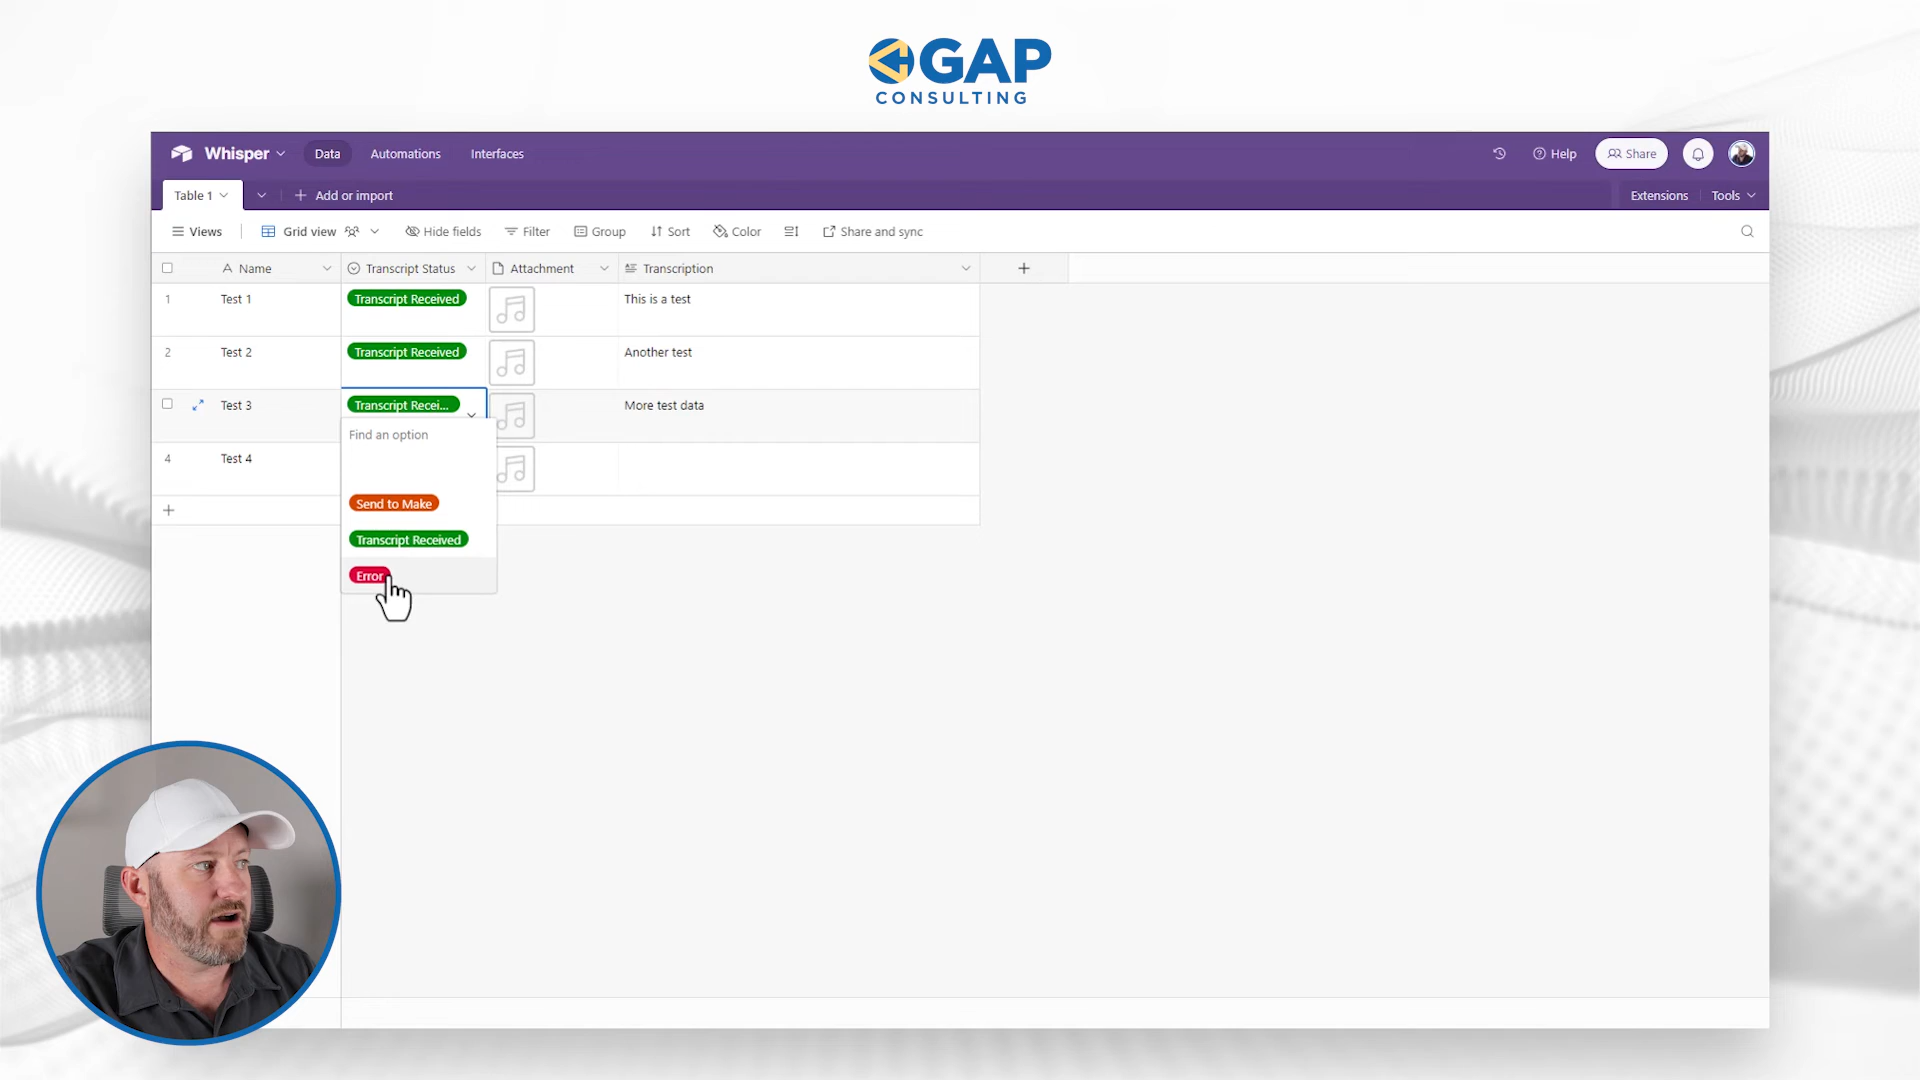 GAP
CONSULTING
Whisper Data Automations Interfaces Help Share
Table 1 Add or import Extensions Tools
Views Grid view Hide fields Filter Group Sort Color Share and sync
Name Transcript Status Attachment Transcription
1 Test 1 Transcript Received This is a test
2 Test 2 Transcript Received Another test
Test 3 Transcript Recei... More test data
Find an option
4 Test 4
Send to Make
Transcript Received
Error